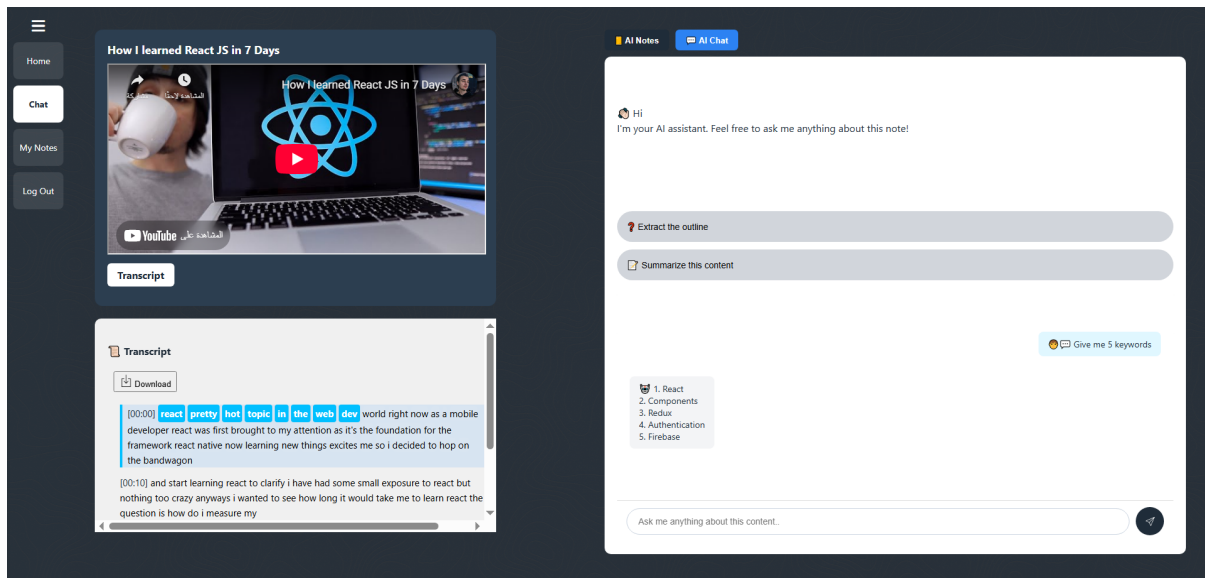 Home
Chat
My Notes
Log Out
How I learned React JS in 7 Days
How I learned React JS in 7 Days
المشاهدة لاحقًا
المشاهدة على YouTube
Transcript
Transcript
Download
[00:00] react pretty hot topic in the web dev world right now as a mobile
developer react was first brought to my attention as it's the foundation for the
framework react native now learning new things excites me so i decided to hop on
the bandwagon
[00:10] and start learning react to clarify i have had some small exposure to react but
nothing too crazy anyways i wanted to see how long it would take me to learn react the
question is how do i measure my
AI Notes
AI Chat
Hi
I'm your AI assistant. Feel free to ask me anything about this note!
Extract the outline
Summarize this content
Give me 5 keywords
1. React
2. Components
3. Redux
4. Authentication
5. Firebase
Ask me anything about this content..